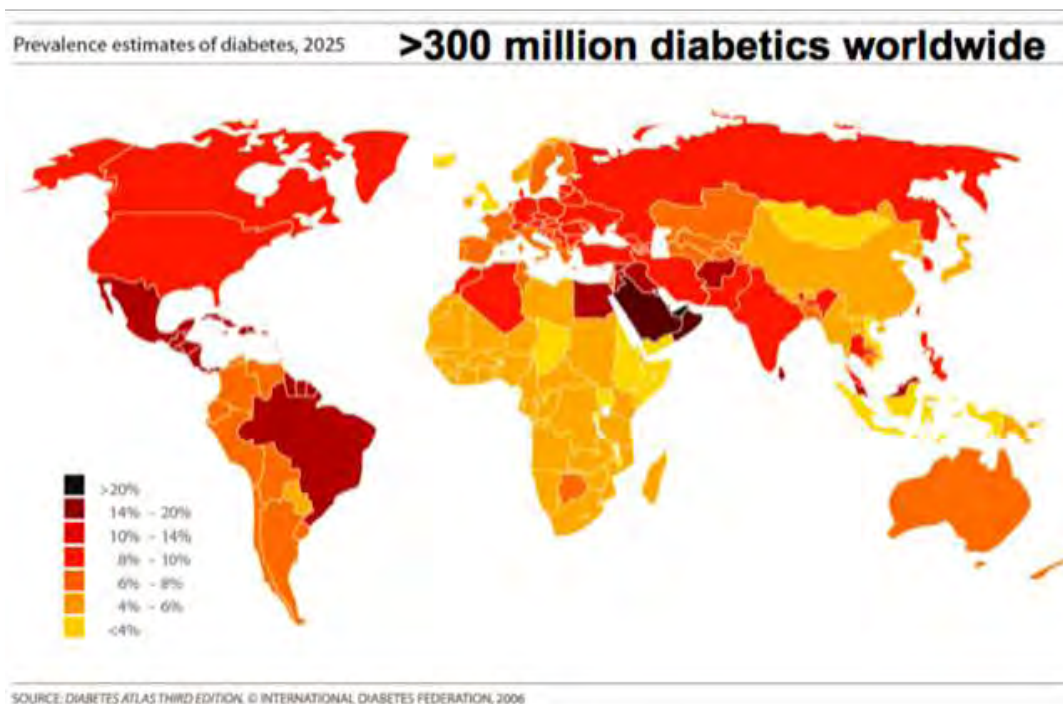 Prevalence estimates of diabetes, 2025 >300 million diabetics worldwide
>20%
14% - 20%
10% - 14%
8% - 10%
6% - 8%
4% - 6%
<4%
SOURCE: DIABETES ATLAS THIRD EDITION, © INTERNATIONAL DIABETES FEDERATION, 2006